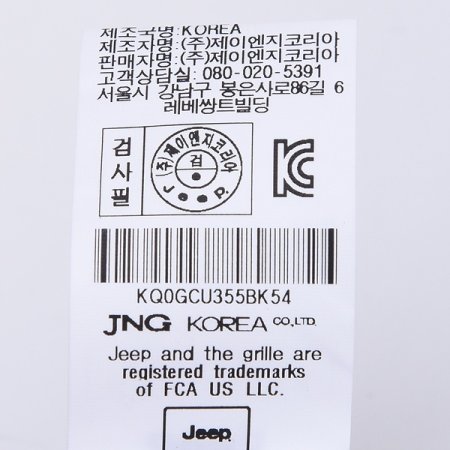 제조국명:KOREA
제조자명:(주)제이엔지코리아
판매자명:(주)제이엔지코리아
고객상담실: 080-020-5391
서울시 강남구 봉은사로86길 6
레베쌍트빌딩
검사필
(주)제이엔지코리아
검
Jeep.
KC
KQ0GCU355BK54
JNG KOREA CO.,LTD.
Jeep and the grille are
registered trademarks
of FCA US LLC.
Jeep